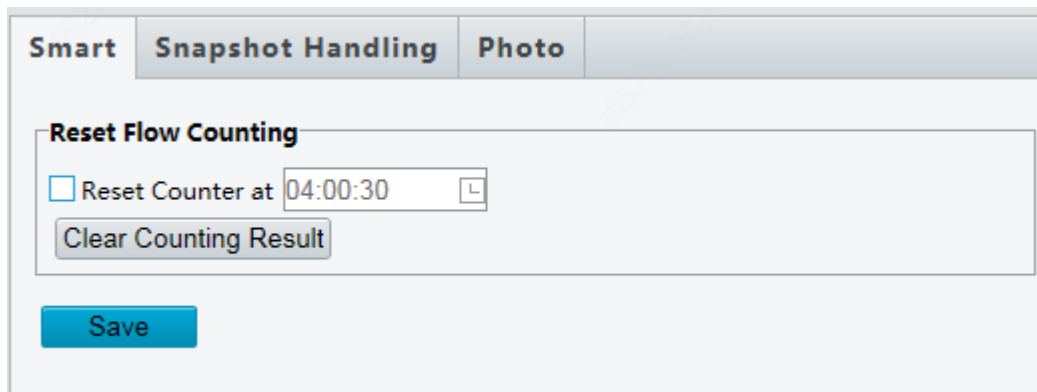 Smart Snapshot Handling Photo
Reset Flow Counting
Reset Counter at 04:00:30
Clear Counting Result
Save